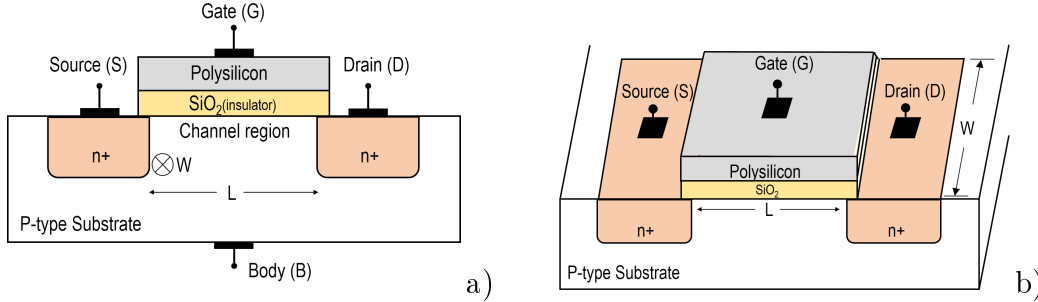 Gate (G)
Source (S)
Polysilicon
Drain (D)
SiO2(insulator)
Channel region
n+
W
n+
L
P-type Substrate
Body (B)
a)
Gate (G)
Source (S)
Drain (D)
W
Polysilicon
SiO2
L
n+
n+
P-type Substrate
b)